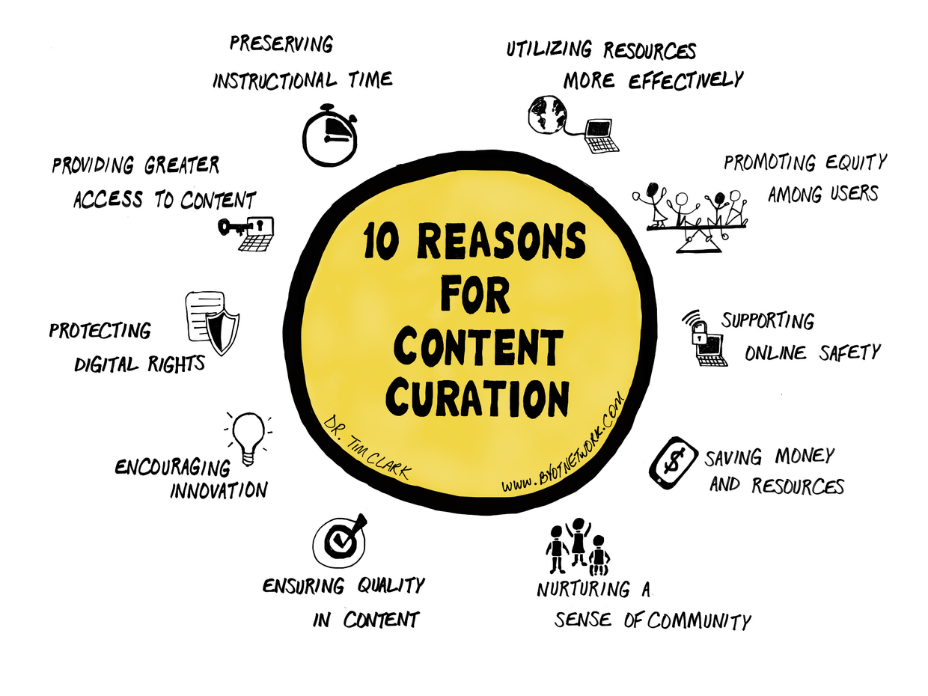 PRESERVING
INSTRUCTIONAL TIME
UTILIZING RESOURCES
MORE EFFECTIVELY
PROMOTING EQUITY
AMONG USERS
SUPPORTING
ONLINE SAFETY
SAVING MONEY
AND RESOURCES
NURTURING A
SENSE OF COMMUNITY
ENSURING QUALITY
IN CONTENT
ENCOURAGING
INNOVATION
PROTECTING
DIGITAL RIGHTS
PROVIDING GREATER
ACCESS TO CONTENT
10 REASONS
FOR
CONTENT
CURATION
DR. TIM CLARK
WWW.BYOTNETWORK.COM
$